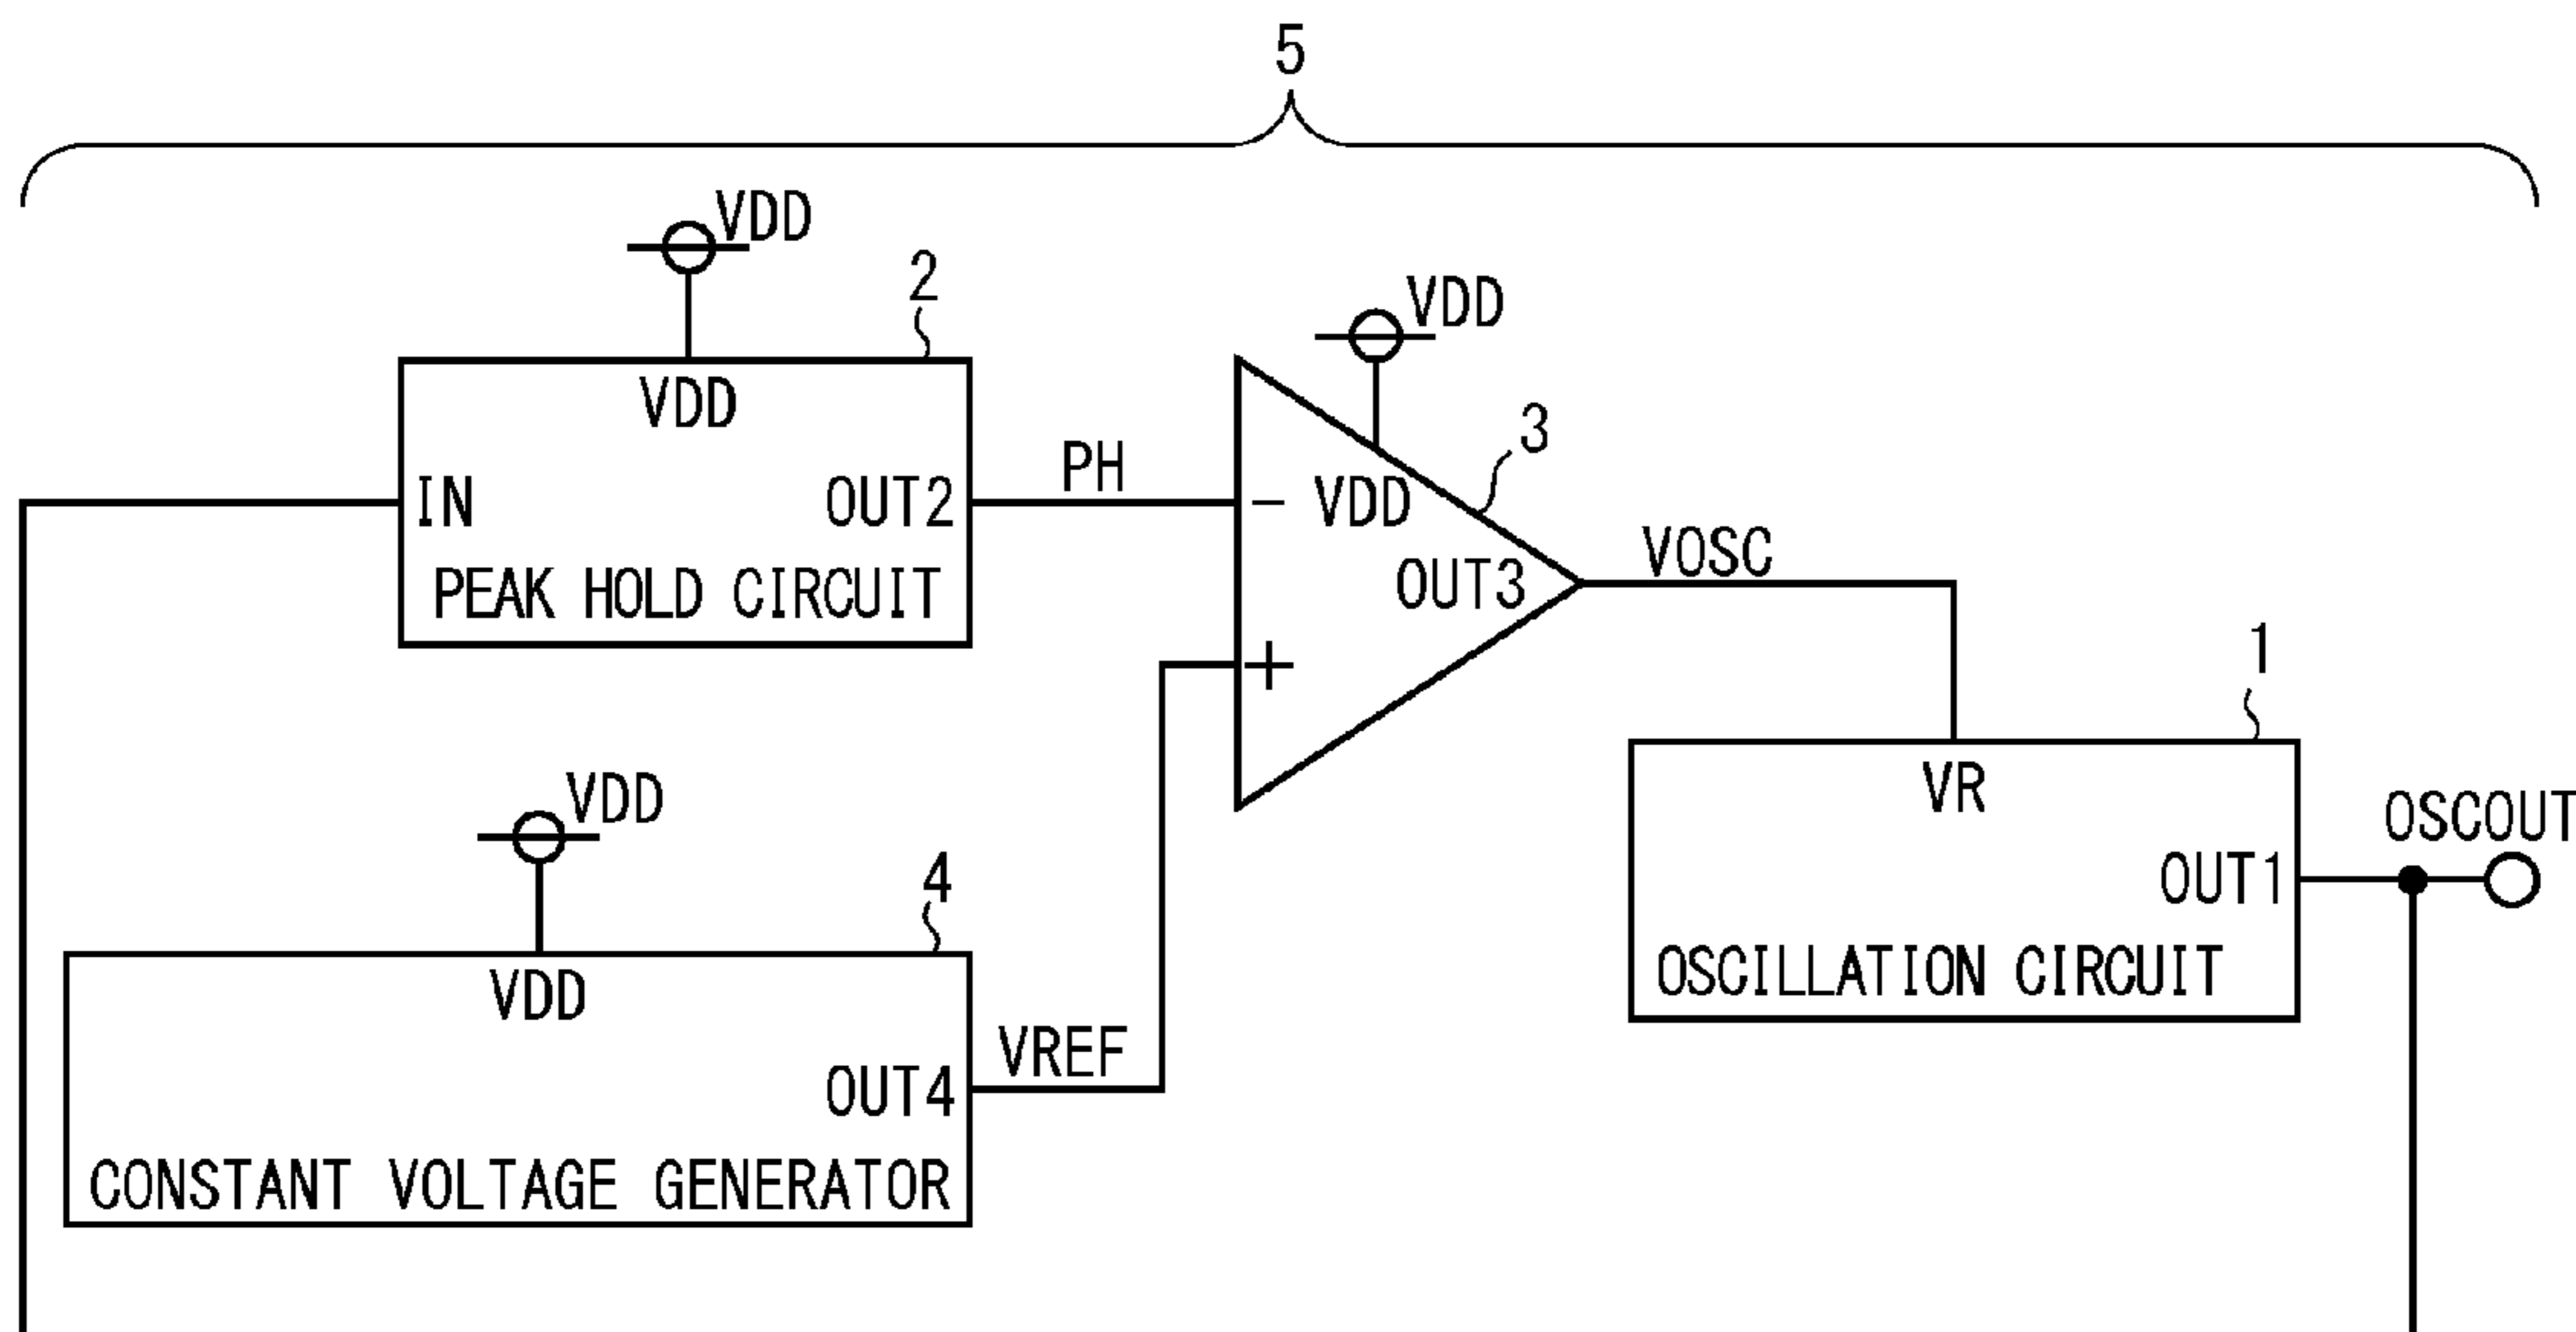 5
VDD
2
VDD
VDD
3
PH
IN
OUT2
-
VDD
VOSC
OUT3
PEAK HOLD CIRCUIT
+
1
VDD
VR
OSCOUT
4
OUT1
VDD
OSCILLATION CIRCUIT
VREF
OUT4
CONSTANT VOLTAGE GENERATOR